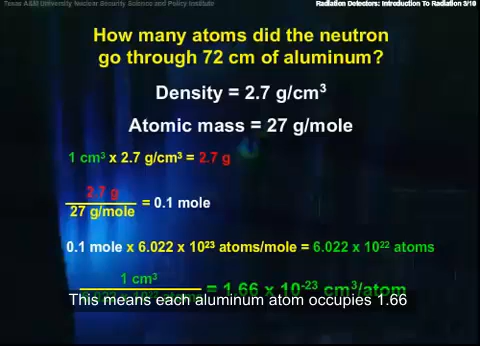 Texas A&M University Nuclear Security Science and Policy Institute
Radiation Detectors: Introduction To Radiation 3/10
How many atoms did the neutron
go through 72 cm of aluminum?
Density = 2.7 g/cm³
Atomic mass = 27 g/mole
1 cm³ x 2.7 g/cm³ = 2.7 g
2.7 g
27 g/mole
= 0.1 mole
0.1 mole x 6.022 x 10²³ atoms/mole = 6.022 x 10²² atoms
1 cm³
= 1.66 x 10⁻²³ cm³/atom
This means each aluminum atom occupies 1.66